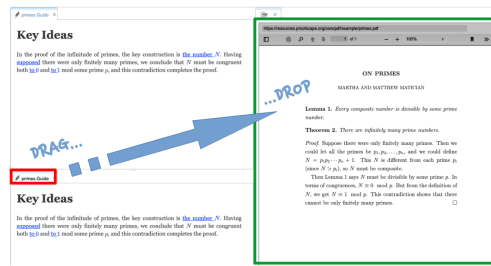 primes.Guide
Key Ideas
In the proof of the infinitude of primes, the key construction is the number N. Having
supposed there were only finitely many primes, we conclude that N must be congruent
both to 0 and to 1 mod some prime p, and this contradiction completes the proof.
DRAG...
primes.Guide
Key Ideas
In the proof of the infinitude of primes, the key construction is the number N. Having
supposed there were only finitely many primes, we conclude that N must be congruent
both to 0 and to 1 mod some prime p, and this contradiction completes the proof.
1 of 1
100%
...DROP
ON PRIMES
MARTHA AND MATTHEW MATICIAN
Lemma 1. Every composite number is divisible by some prime
number.
Theorem 2. There are infinitely many prime numbers.
Proof. Suppose there were only finitely many primes. Then we
could let all the primes be p₁, p₂, . . . , pₙ, and we could define
N = p₁p₂ · · · pₙ + 1. This N is different from each prime pᵢ
(since N > pᵢ), so N must be composite.
Then Lemma 1 says N must be divisible by some prime p. In
terms of congruences, N ≡ 0 mod p. But from the definition of
N, we get N ≡ 1 mod p. This contradiction shows that there
cannot be only finitely many primes. □